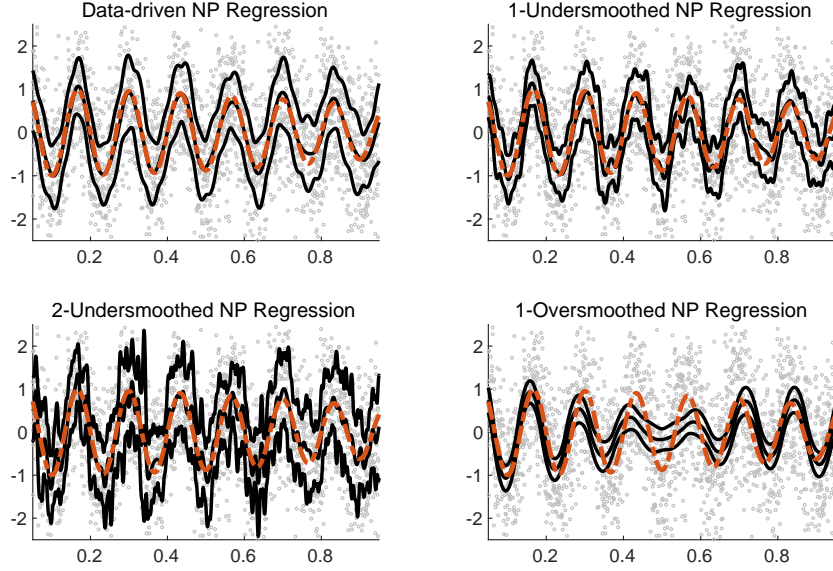 Data-driven NP Regression
2
1
0
-1
-2
0.2 0.4 0.6 0.8
1-Undersmoothed NP Regression
2
1
0
-1
-2
0.2 0.4 0.6 0.8
2-Undersmoothed NP Regression
2
1
0
-1
-2
0.2 0.4 0.6 0.8
1-Oversmoothed NP Regression
2
1
0
-1
-2
0.2 0.4 0.6 0.8